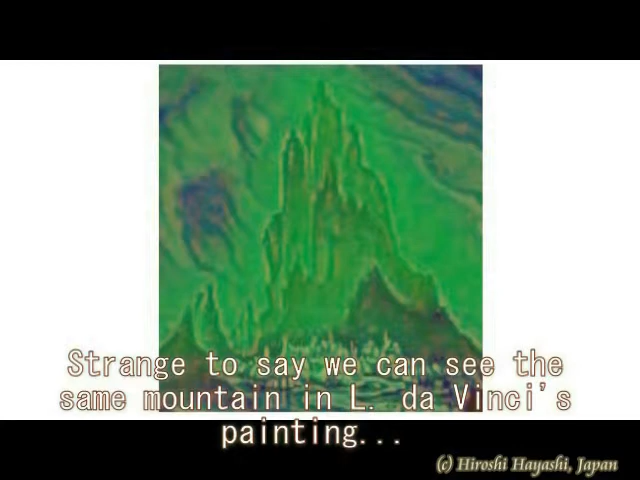 Strange to say we can see the
same mountain in L. da Vinci's
painting...
(c) Hiroshi Hayashi, Japan